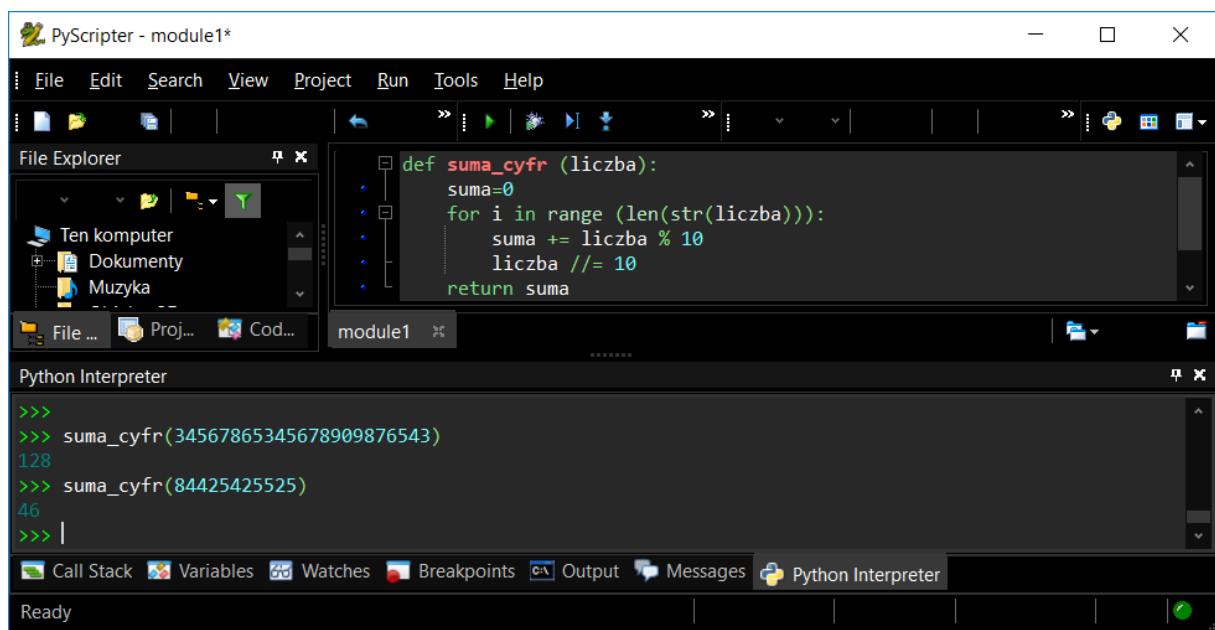 PyScripter - module1*
File Edit Search View Project Run Tools Help
File Explorer
Ten komputer
Dokumenty
Muzyka
File ... Proj... Cod...
def suma_cyfr (liczba):
suma=0
for i in range (len(str(liczba))):
suma += liczba % 10
liczba //= 10
return suma
module1
Python Interpreter
>>>
>>> suma_cyfr(34567865345678909876543)
128
>>> suma_cyfr(84425425525)
46
>>>
Call Stack Variables Watches Breakpoints Output Messages Python Interpreter
Ready